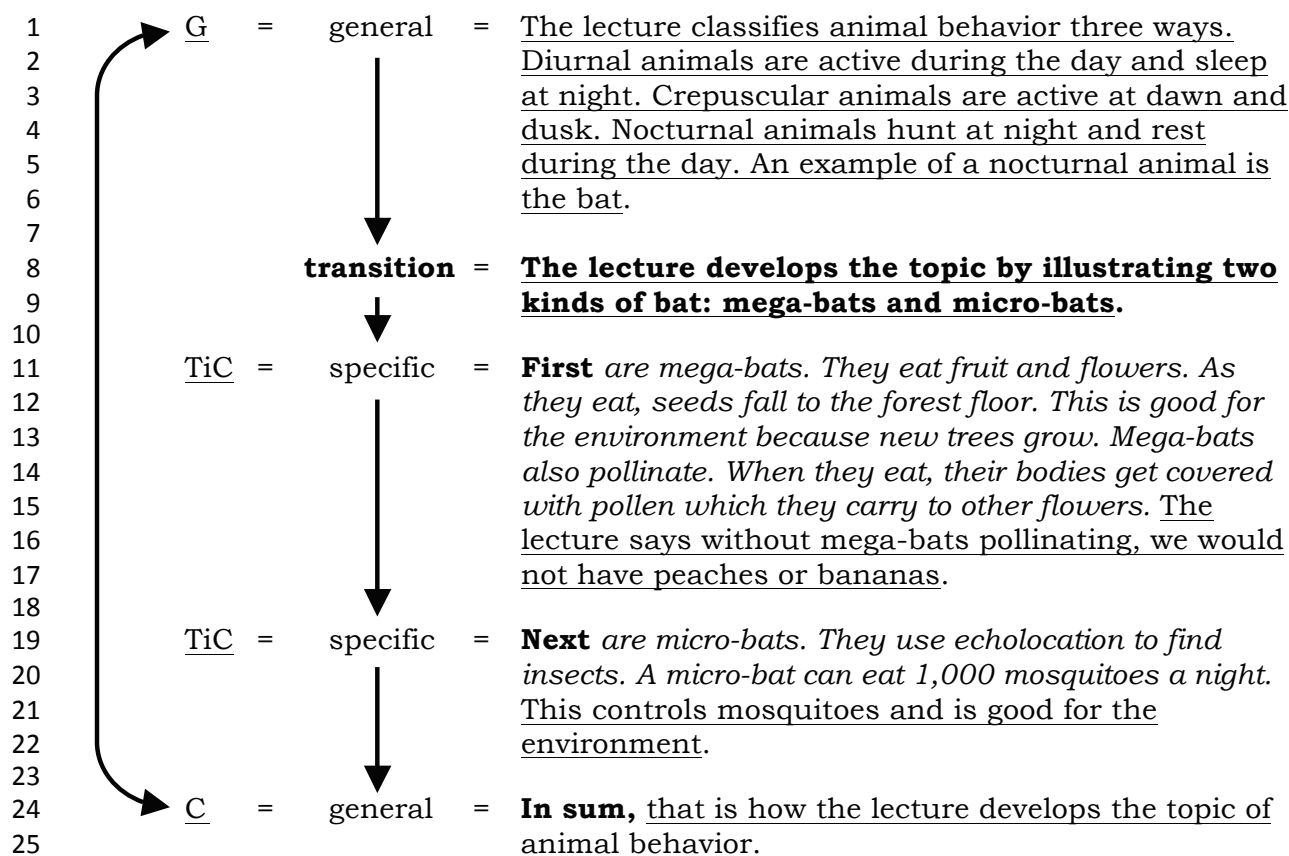 1 G = general = The lecture classifies animal behavior three ways.
2 Diurnal animals are active during the day and sleep
3 at night. Crepuscular animals are active at dawn and
4 dusk. Nocturnal animals hunt at night and rest
5 during the day. An example of a nocturnal animal is
6 the bat.
7
8 transition = The lecture develops the topic by illustrating two
9 kinds of bat: mega-bats and micro-bats.
10
11 TiC = specific = First are mega-bats. They eat fruit and flowers. As
12 they eat, seeds fall to the forest floor. This is good for
13 the environment because new trees grow. Mega-bats
14 also pollinate. When they eat, their bodies get covered
15 with pollen which they carry to other flowers. The
16 lecture says without mega-bats pollinating, we would
17 not have peaches or bananas.
18
19 TiC = specific = Next are micro-bats. They use echolocation to find
20 insects. A micro-bat can eat 1,000 mosquitoes a night.
21 This controls mosquitoes and is good for the
22 environment.
23
24 C = general = In sum, that is how the lecture develops the topic of
25 animal behavior.